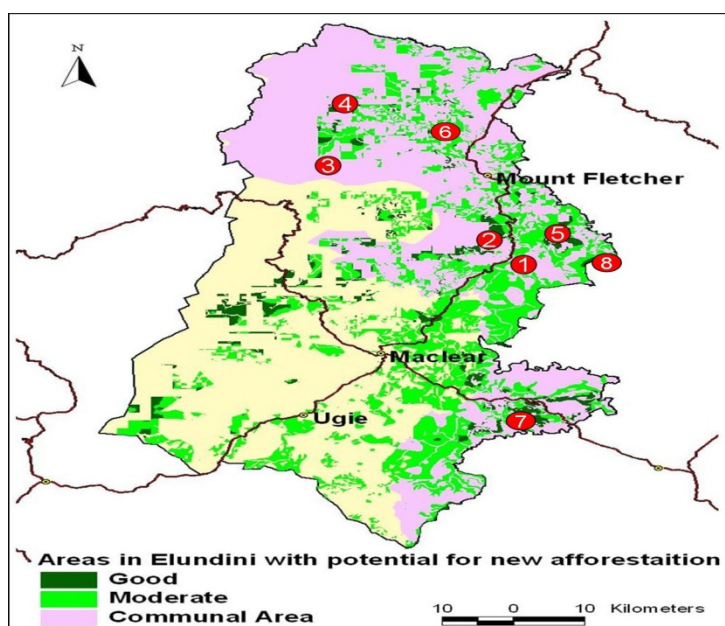 N
4
6
3
Mount Fletcher
5
2
1
8
Maclear
Ugie
7
Areas in Elundini with potential for new afforestaition
Good
Moderate
Communal Area
10 0 10 Kilometers